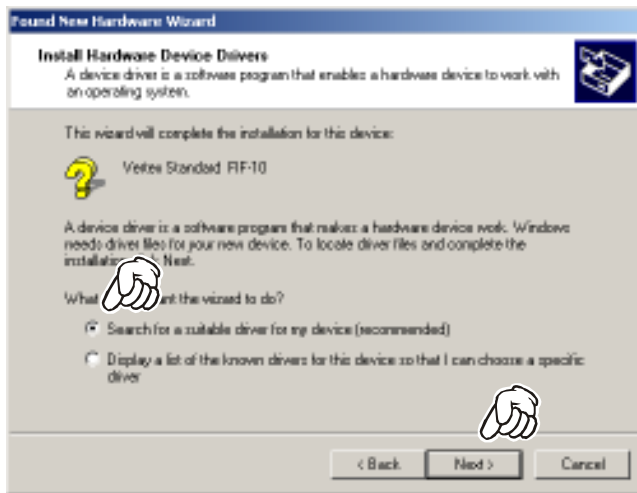 Found New Hardware Wizard
Install Hardware Device Drivers
A device driver is a software program that enables a hardware device to work with
an operating system.
This wizard will complete the installation for this device:
Vertex Standard FIF-10
A device driver is a software program that makes a hardware device work. Windows
needs driver files for your new device. To locate driver files and complete the
installation Next.
What want the wizard to do?
Search for a suitable driver for my device (recommended)
Display a list of the known drivers for this device so that I can choose a specific
driver
< Back
Next >
Cancel